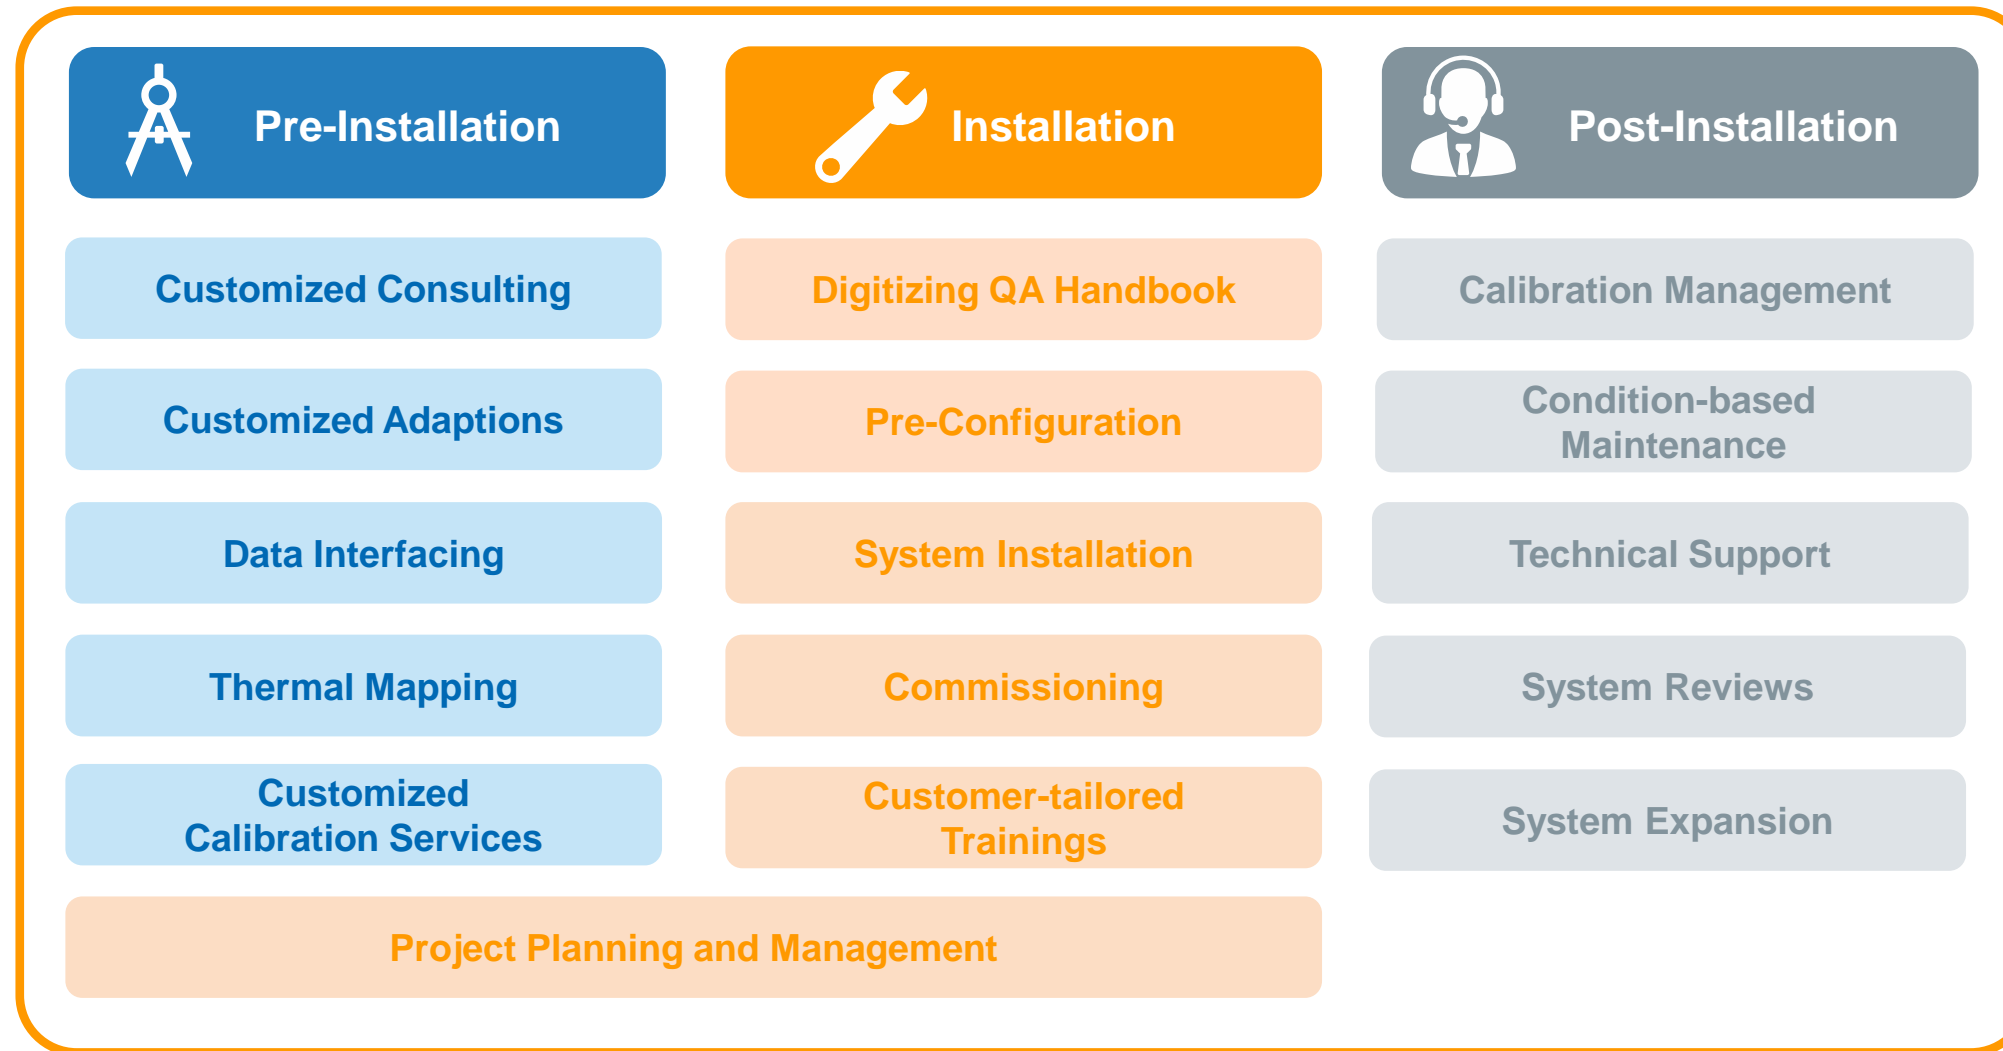 Pre-Installation
Customized Consulting
Customized Adaptions
Data Interfacing
Thermal Mapping
Customized
Calibration Services
Installation
Digitizing QA Handbook
Pre-Configuration
System Installation
Commissioning
Customer-tailored
Trainings
Project Planning and Management
Post-Installation
Calibration Management
Condition-based
Maintenance
Technical Support
System Reviews
System Expansion